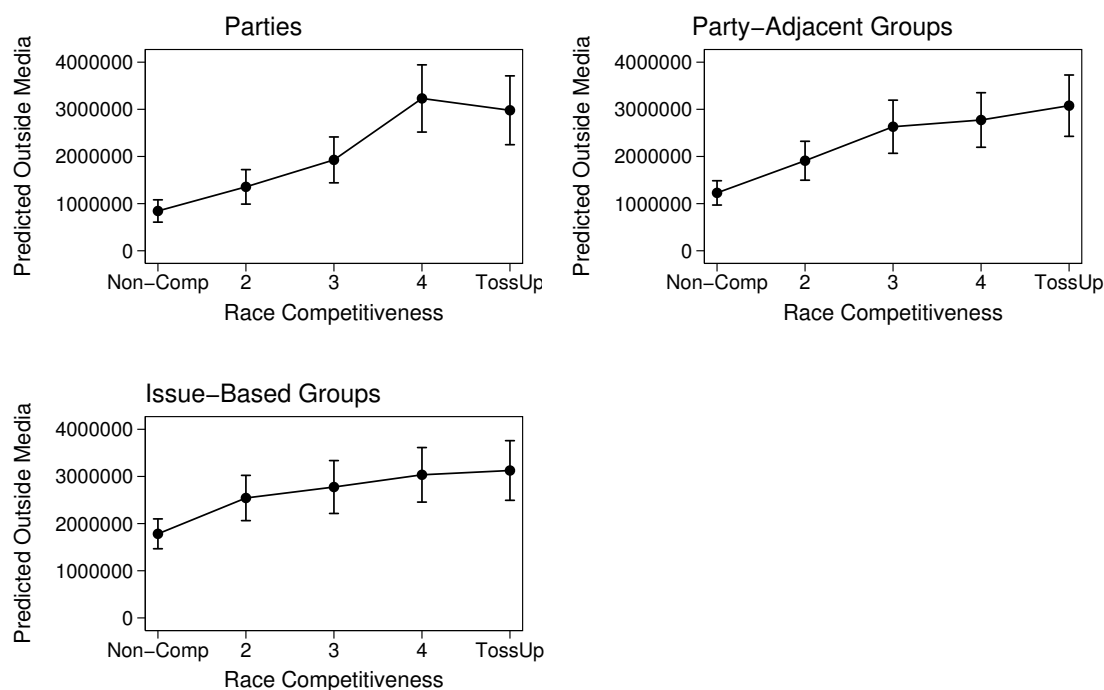 Parties
Predicted Outside Media
4000000
3000000
2000000
1000000
0
Non−Comp 2 3 4 TossUp
Race Competitiveness
Party−Adjacent Groups
Predicted Outside Media
4000000
3000000
2000000
1000000
0
Non−Comp 2 3 4 TossUp
Race Competitiveness
Issue−Based Groups
Predicted Outside Media
4000000
3000000
2000000
1000000
0
Non−Comp 2 3 4 TossUp
Race Competitiveness